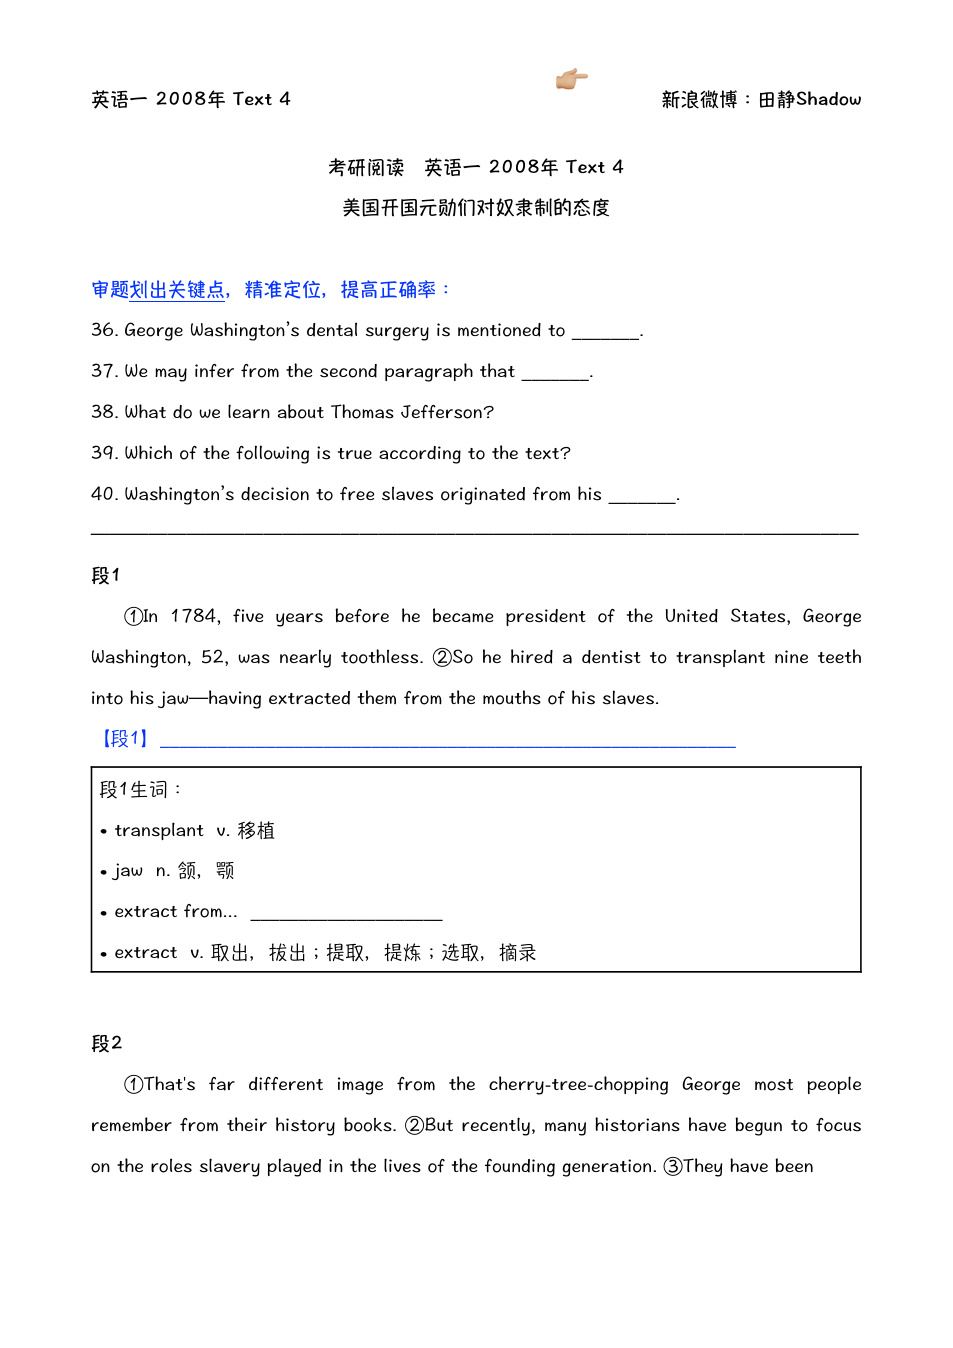 英语一 2008年 Text 4
新浪微博：田静Shadow
考研阅读 英语一 2008年 Text 4
美国开国元勋们对奴隶制的态度
审题划出关键点，精准定位，提高正确率：
36. George Washington's dental surgery is mentioned to _______.
37. We may infer from the second paragraph that _______.
38. What do we learn about Thomas Jefferson?
39. Which of the following is true according to the text?
40. Washington's decision to free slaves originated from his _______.
段1
①In 1784, five years before he became president of the United States, George
Washington, 52, was nearly toothless. ②So he hired a dentist to transplant nine teeth
into his jaw—having extracted them from the mouths of his slaves.
【段1】____________________________________________________________
段1生词：
• transplant v. 移植
• jaw n. 颌，颚
• extract from... ____________________
• extract v. 取出，拔出；提取，提炼；选取，摘录
段2
①That's far different image from the cherry-tree-chopping George most people
remember from their history books. ②But recently, many historians have begun to focus
on the roles slavery played in the lives of the founding generation. ③They have been